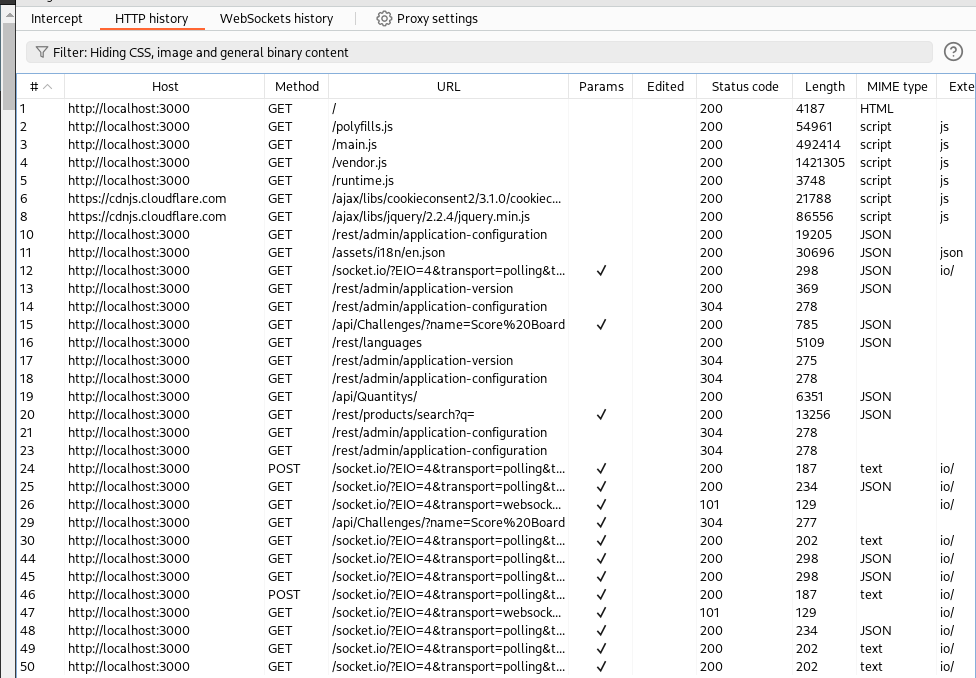 Intercept HTTP history WebSockets history Proxy settings
Filter: Hiding CSS, image and general binary content ?
# Host Method URL Params Edited Status code Length MIME type Exte
1 http://localhost:3000 GET / 200 4187 HTML
2 http://localhost:3000 GET /polyfills.js 200 54961 script js
3 http://localhost:3000 GET /main.js 200 492414 script js
4 http://localhost:3000 GET /vendor.js 200 1421305 script js
5 http://localhost:3000 GET /runtime.js 200 3748 script js
6 https://cdnjs.cloudflare.com GET /ajax/libs/cookieconsent2/3.1.0/cookiec... 200 21788 script js
8 https://cdnjs.cloudflare.com GET /ajax/libs/jquery/2.2.4/jquery.min.js 200 86556 script js
10 http://localhost:3000 GET /rest/admin/application-configuration 200 19205 JSON
11 http://localhost:3000 GET /assets/i18n/en.json 200 30696 JSON json
12 http://localhost:3000 GET /socket.io/?EIO=4&transport=polling&t... ✓ 200 298 JSON io/
13 http://localhost:3000 GET /rest/admin/application-version 200 369 JSON
14 http://localhost:3000 GET /rest/admin/application-configuration 304 278
15 http://localhost:3000 GET /api/Challenges/?name=Score%20Board ✓ 200 785 JSON
16 http://localhost:3000 GET /rest/languages 200 5109 JSON
17 http://localhost:3000 GET /rest/admin/application-version 304 275
18 http://localhost:3000 GET /rest/admin/application-configuration 304 278
19 http://localhost:3000 GET /api/Quantitys/ 200 6351 JSON
20 http://localhost:3000 GET /rest/products/search?q= ✓ 200 13256 JSON
21 http://localhost:3000 GET /rest/admin/application-configuration 304 278
23 http://localhost:3000 GET /rest/admin/application-configuration 304 278
24 http://localhost:3000 POST /socket.io/?EIO=4&transport=polling&t... ✓ 200 187 text io/
25 http://localhost:3000 GET /socket.io/?EIO=4&transport=polling&t... ✓ 200 234 JSON io/
26 http://localhost:3000 GET /socket.io/?EIO=4&transport=websock... ✓ 101 129 io/
29 http://localhost:3000 GET /api/Challenges/?name=Score%20Board ✓ 304 277
30 http://localhost:3000 GET /socket.io/?EIO=4&transport=polling&t... ✓ 200 202 text io/
44 http://localhost:3000 GET /socket.io/?EIO=4&transport=polling&t... ✓ 200 298 JSON io/
45 http://localhost:3000 GET /socket.io/?EIO=4&transport=polling&t... ✓ 200 298 JSON io/
46 http://localhost:3000 POST /socket.io/?EIO=4&transport=polling&t... ✓ 200 187 text io/
47 http://localhost:3000 GET /socket.io/?EIO=4&transport=websock... ✓ 101 129 io/
48 http://localhost:3000 GET /socket.io/?EIO=4&transport=polling&t... ✓ 200 234 JSON io/
49 http://localhost:3000 GET /socket.io/?EIO=4&transport=polling&t... ✓ 200 202 text io/
50 http://localhost:3000 GET /socket.io/?EIO=4&transport=polling&t... ✓ 200 202 text io/